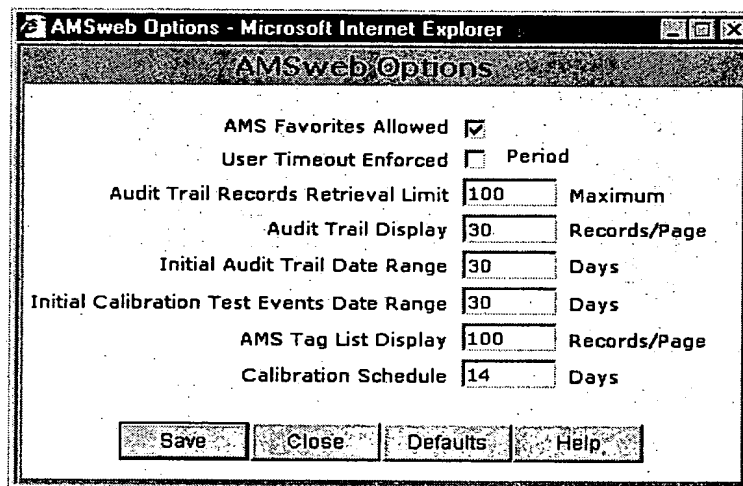 AMSweb Options - Microsoft Internet Explorer
AMSweb Options
AMS Favorites Allowed
User Timeout Enforced Period
Audit Trail Records Retrieval Limit 100 Maximum
Audit Trail Display 30 Records/Page
Initial Audit Trail Date Range 30 Days
Initial Calibration Test Events Date Range 30 Days
AMS Tag List Display 100 Records/Page
Calibration Schedule 14 Days
Save Close Defaults Help